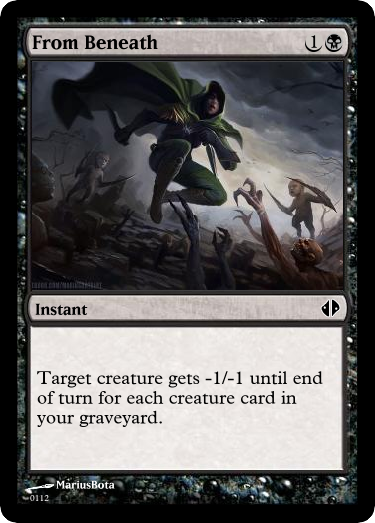 From Beneath 1
Instant
Target creature gets -1/-1 until end
of turn for each creature card in
your graveyard.
MariusBota
0112